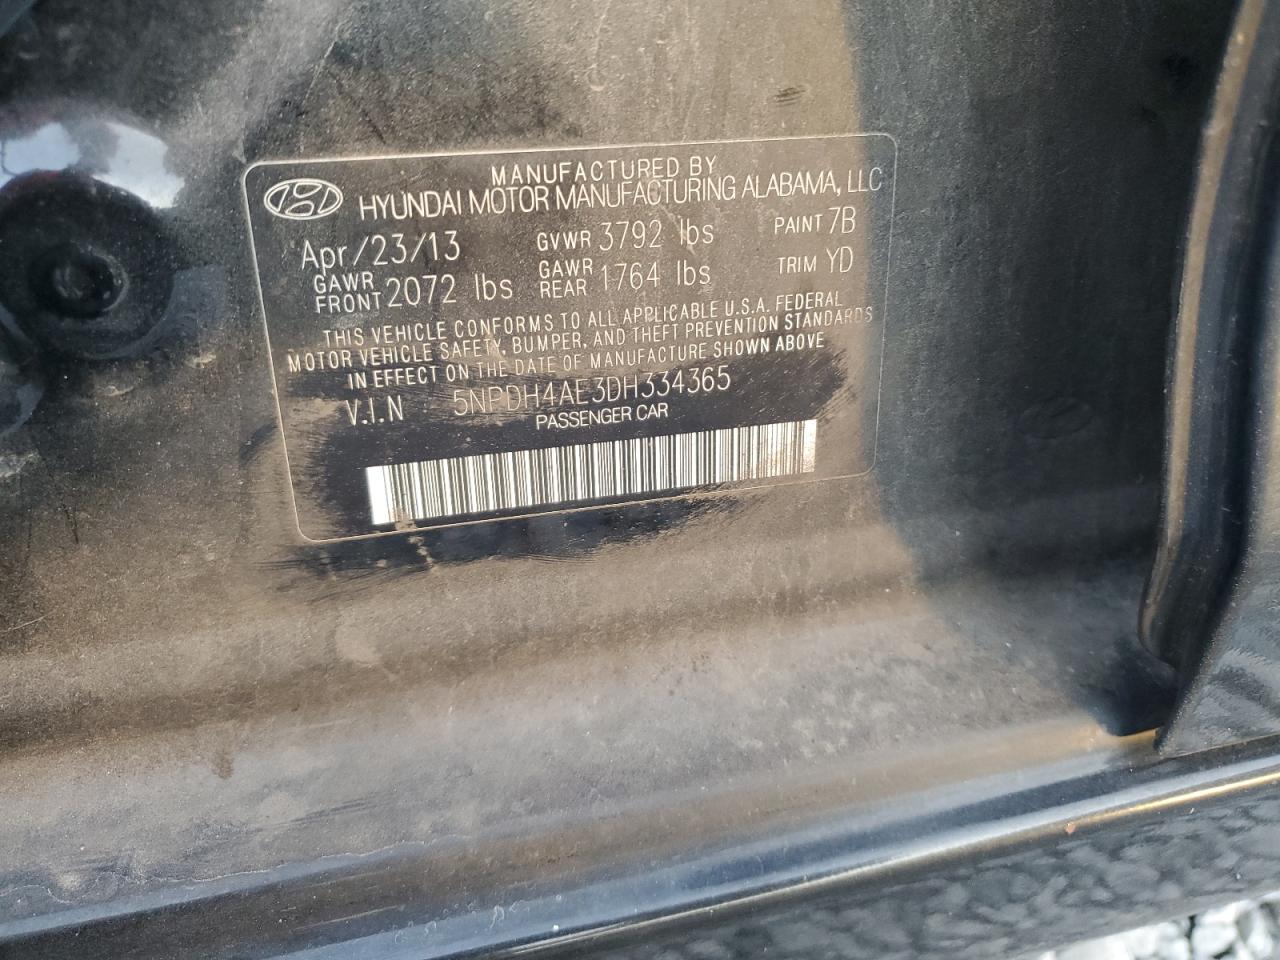 MANUFACTURED BY
HYUNDAI MOTOR MANUFACTURING ALABAMA, LLC
Apr/23/13 GVWR 3792 lbs PAINT 7B
GAWR FRONT 2072 lbs GAWR REAR 1764 lbs TRIM YD
THIS VEHICLE CONFORMS TO ALL APPLICABLE U.S.A. FEDERAL
MOTOR VEHICLE SAFETY, BUMPER, AND THEFT PREVENTION STANDARDS
IN EFFECT ON THE DATE OF MANUFACTURE SHOWN ABOVE
V.I.N 5NPDH4AE3DH334365
PASSENGER CAR